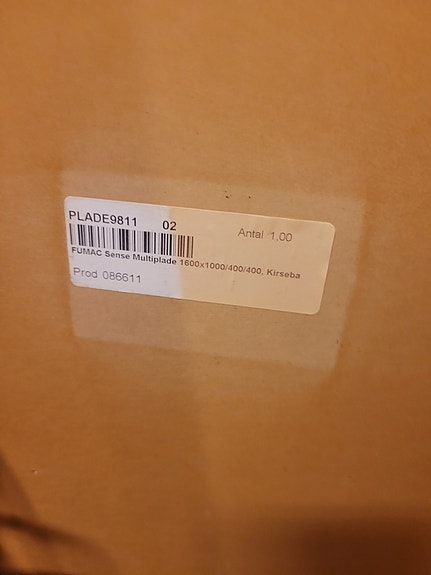 PLADE9811 02
Antal 1,00
FUMAC Sense Multiplade 1600x1000/400/400, Kirseba
Prod 086611